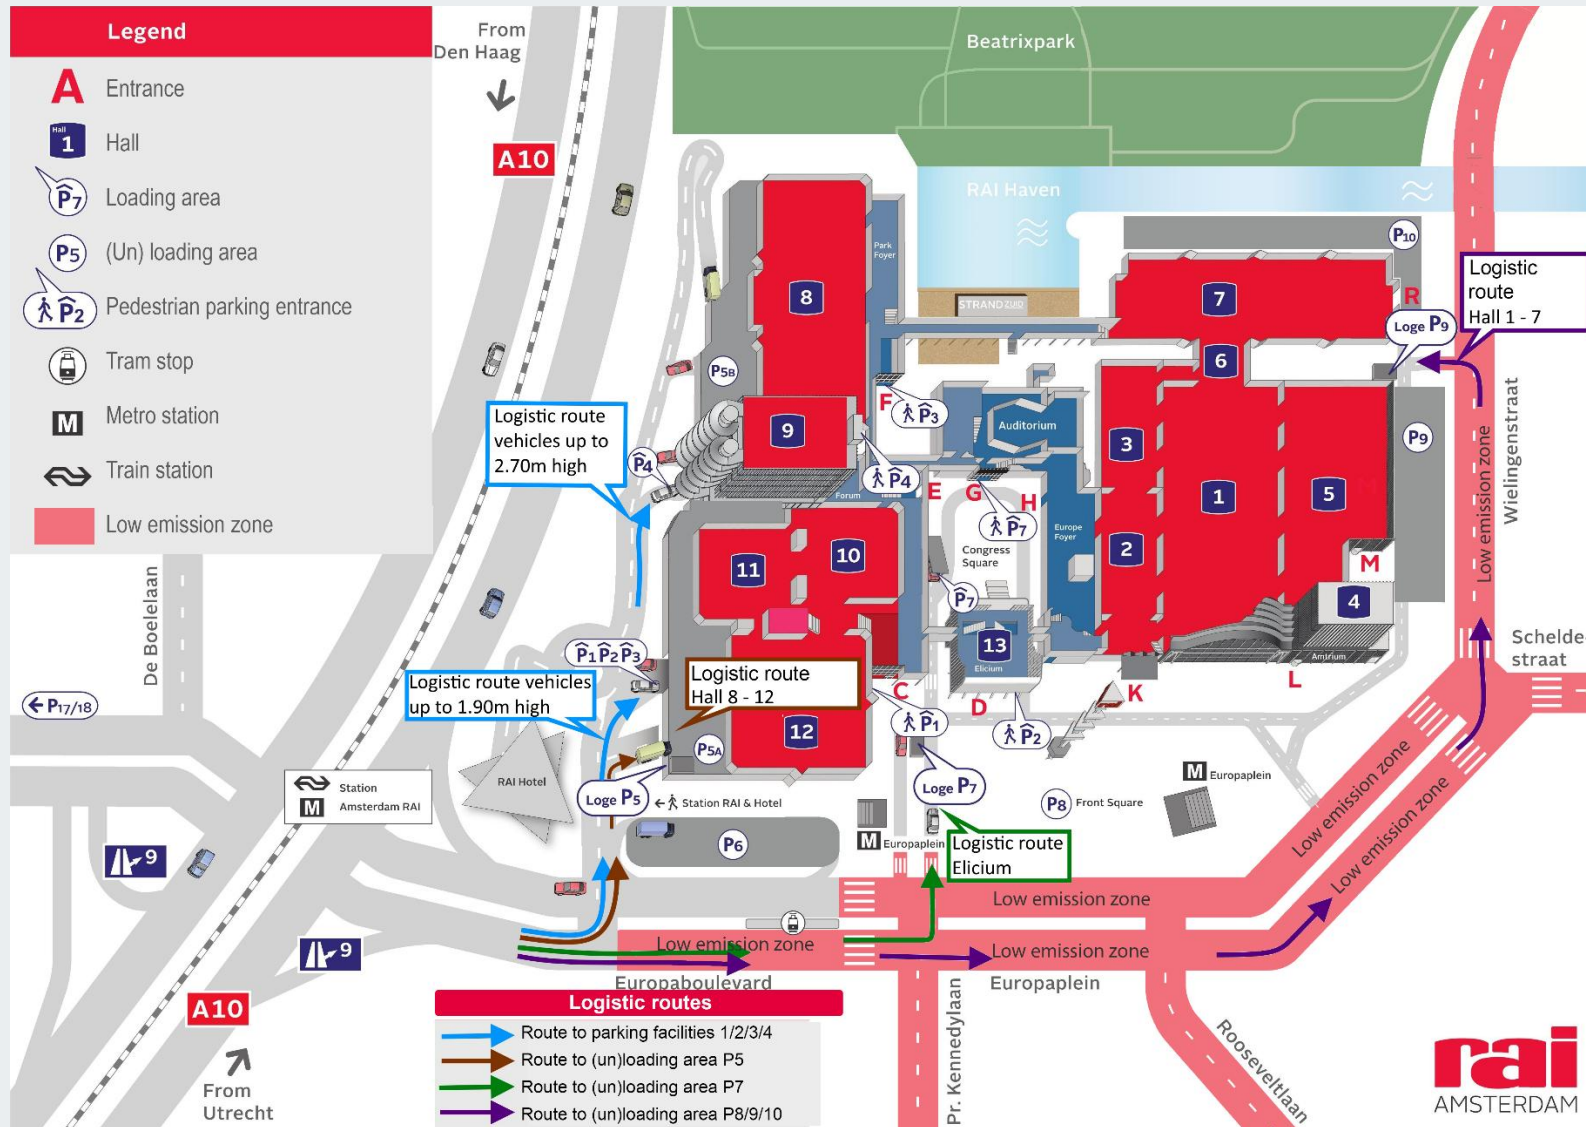 Legend
A Entrance
Hall
1
Hall
P7 Loading area
P5 (Un) loading area
P2 Pedestrian parking entrance
Tram stop
M Metro station
Train station
Low emission zone
From
Den Haag
A10
Beatrixpark
RAI Haven
STRANDZUID
Park
Foyer
8
P5B
9
F
P3
P4
P4
Forum
Logistic route
vehicles up to
2.70m high
Auditorium
E
G
H
P7
Congress
Square
Europe
Foyer
P7
13
Elicium
D
P2
7
6
3
1
5
M
2
M
4
Amtrium
K
L
R
P10
Loge P9
P9
Logistic
route
Hall 1 - 7
Wielingenstraat
Low emission zone
Schelde-
straat
11
10
12
P1 P2 P3
Logistic route vehicles
up to 1.90m high
Logistic route
Hall 8 - 12
C
P1
P5A
Loge P5
Loge P7
← Station RAI & Hotel
RAI Hotel
Station
M Amsterdam RAI
De Boelelaan
← P17/18
9
9
A10
From
Utrecht
P6
M Europaplein
Logistic route
Elicium
P8 Front Square
M Europaplein
Low emission zone
Low emission zone
Low emission zone
Low emission zone
Low emission zone
Europaboulevard
Europaplein
Pr. Kennedylaan
Rooseveltlaan
Logistic routes
Route to parking facilities 1/2/3/4
Route to (un)loading area P5
Route to (un)loading area P7
Route to (un)loading area P8/9/10
rai
AMSTERDAM